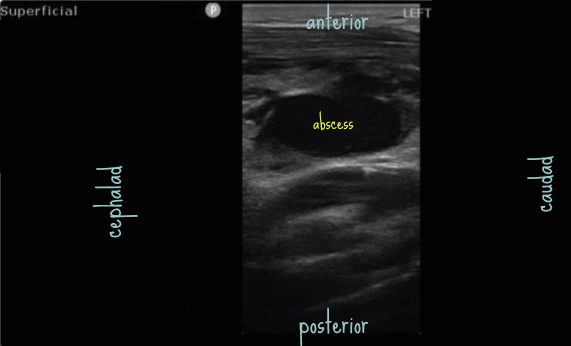 Superficial
P
LEFT
anterior
abscess
cephalad
caudad
posterior